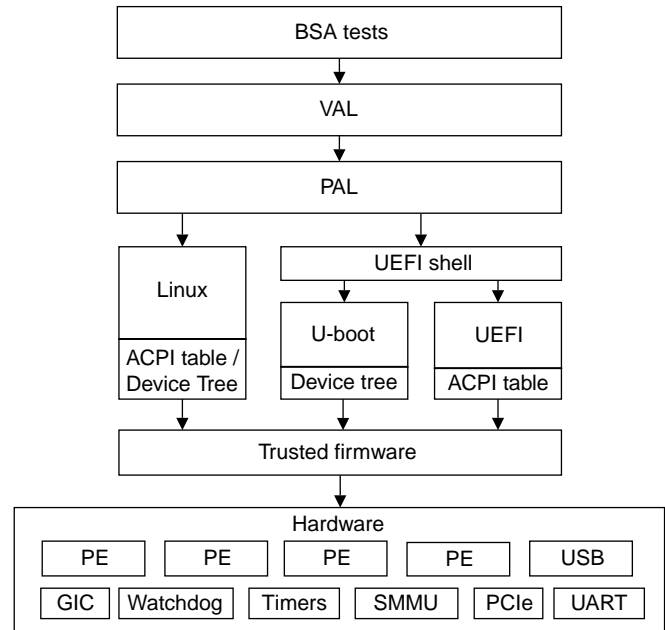 BSA tests
VAL
PAL
Linux
ACPI table /
Device Tree
UEFI shell
U-boot
Device tree
UEFI
ACPI table
Trusted firmware
Hardware
PE PE PE PE USB
GIC Watchdog Timers SMMU PCIe UART